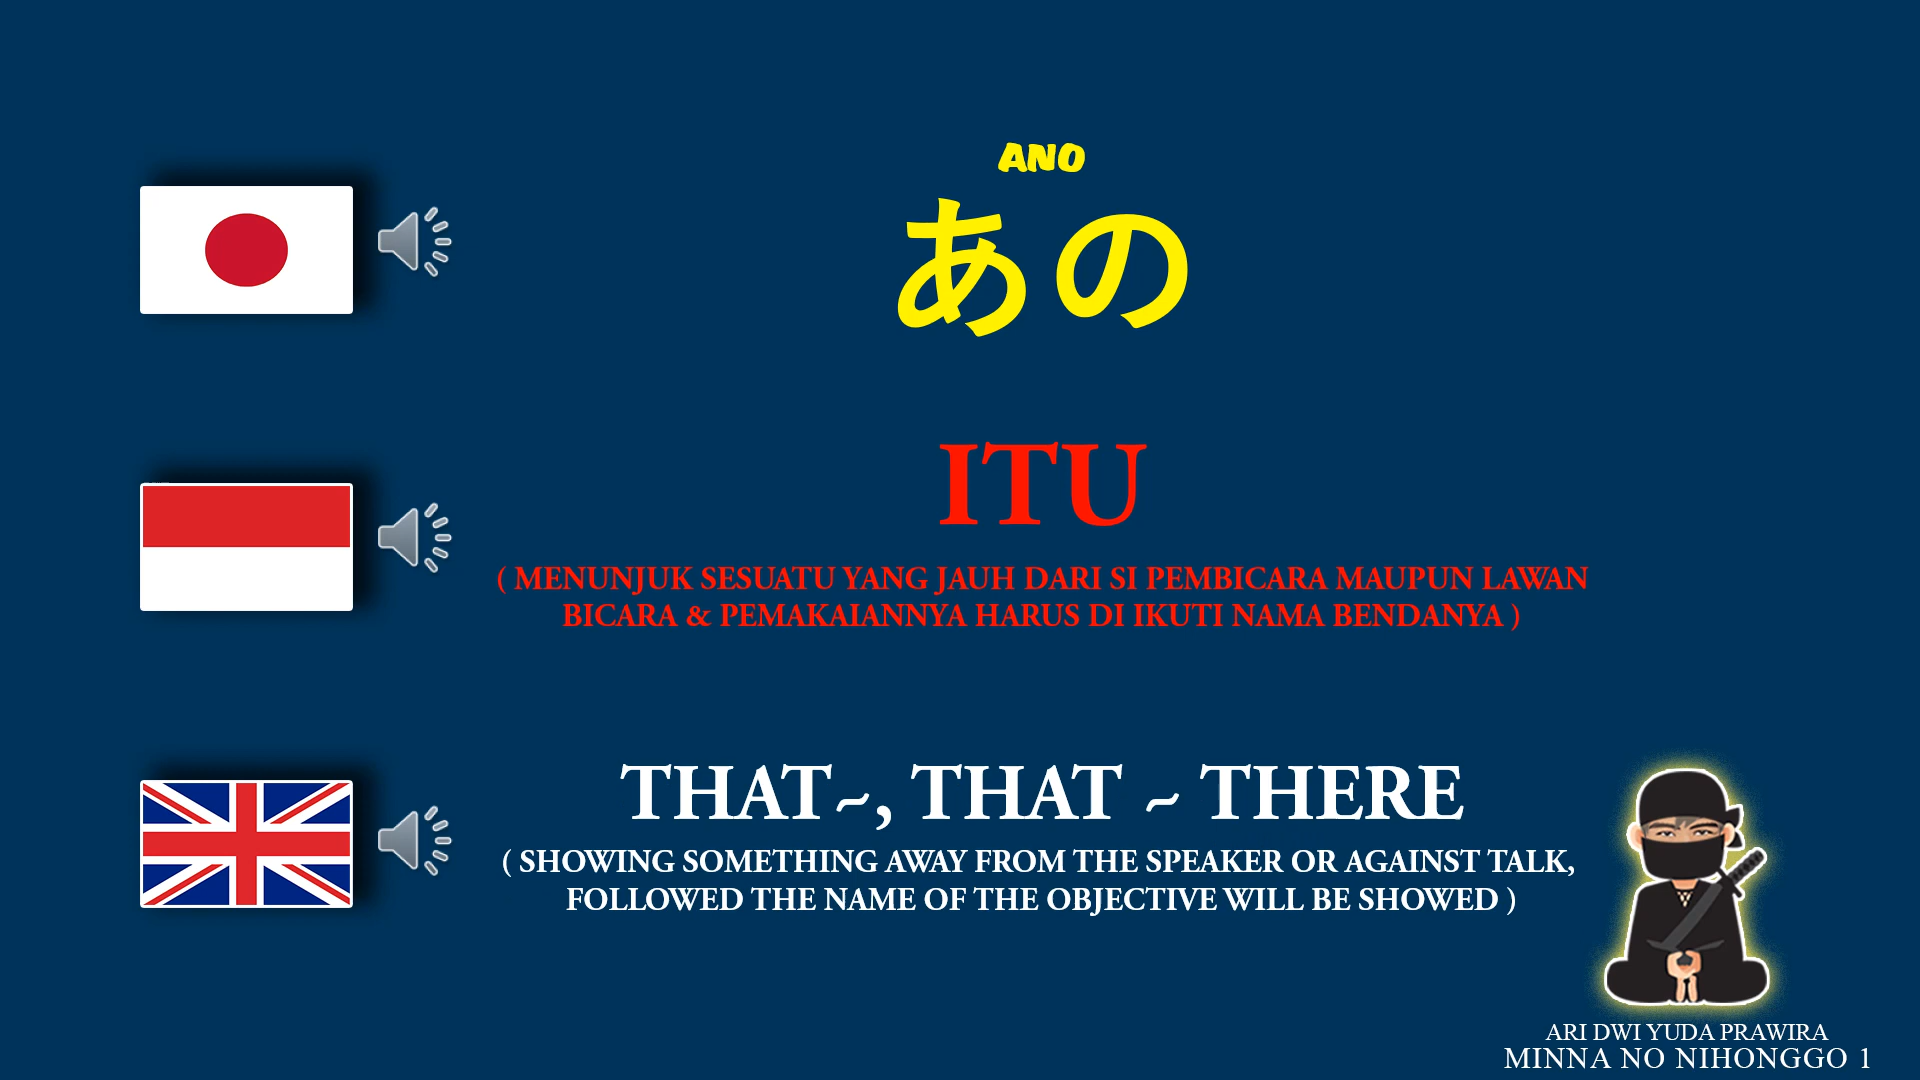 ANO
あの
ITU
( MENUNJUK SESUATU YANG JAUH DARI SI PEMBICARA MAUPUN LAWAN
BICARA & PEMAKAIANNYA HARUS DI IKUTI NAMA BENDANYA )
THAT~, THAT ~ THERE
( SHOWING SOMETHING AWAY FROM THE SPEAKER OR AGAINST TALK,
FOLLOWED THE NAME OF THE OBJECTIVE WILL BE SHOWED )
ARI DWI YUDA PRAWIRA
MINNA NO NIHONGGO 1